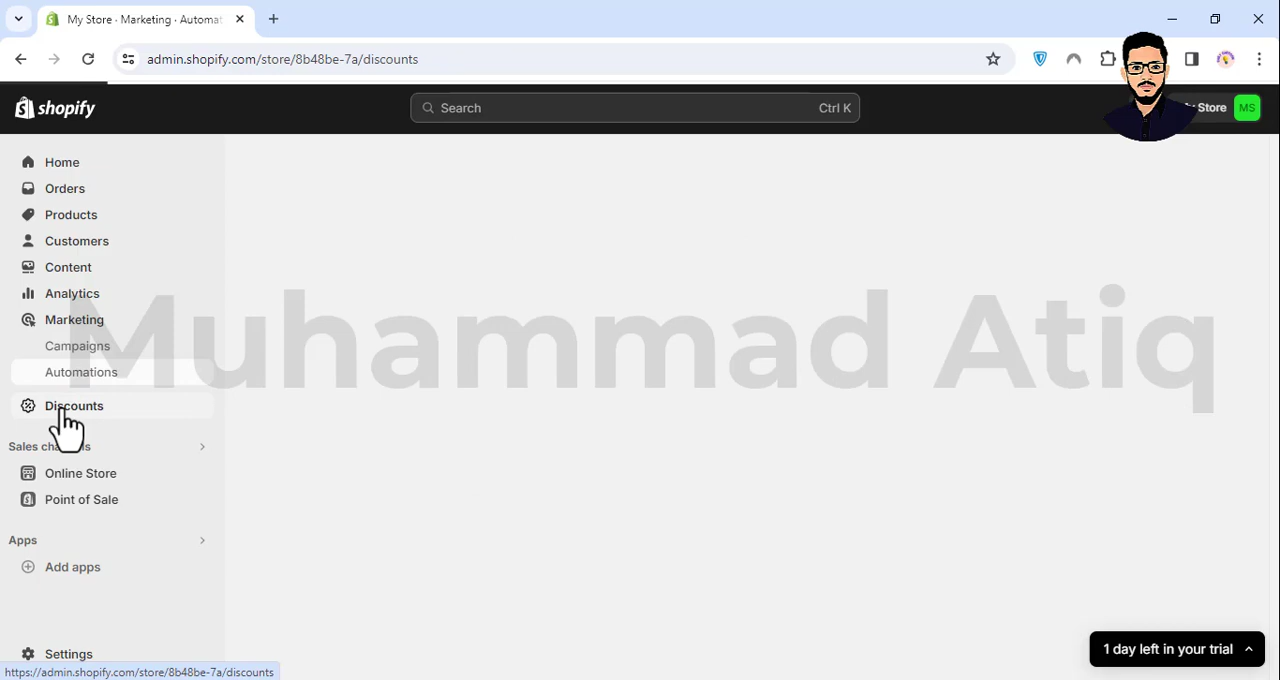 My Store · Marketing · Automat
admin.shopify.com/store/8b48be-7a/discounts
shopify
Search
Ctrl K
Store
MS
Home
Orders
Products
Customers
Content
Analytics
Marketing
Campaigns
Automations
Discounts
Muhammad Atiq
Sales
Online Store
Point of Sale
Apps
Add apps
Settings
1 day left in your trial
https://admin.shopify.com/store/8b48be-7a/discounts